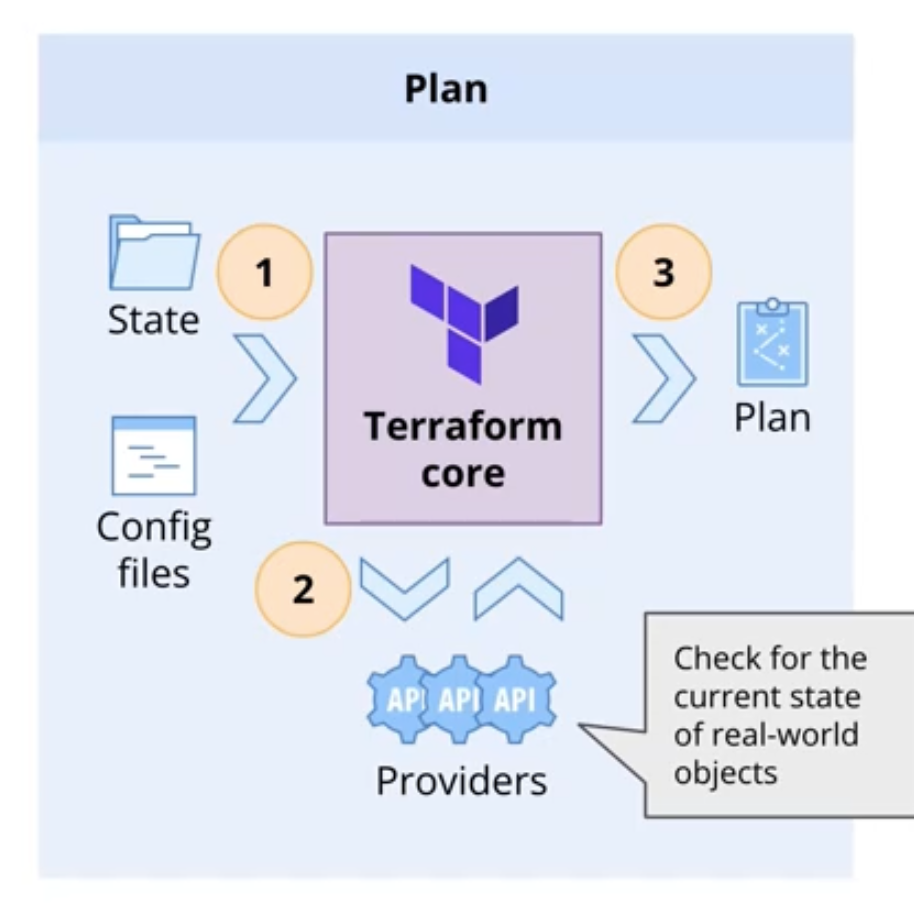 Plan
State
1
3
Terraform
core
Plan
Config
files
2
API API API
Providers
Check for the
current state
of real-world
objects